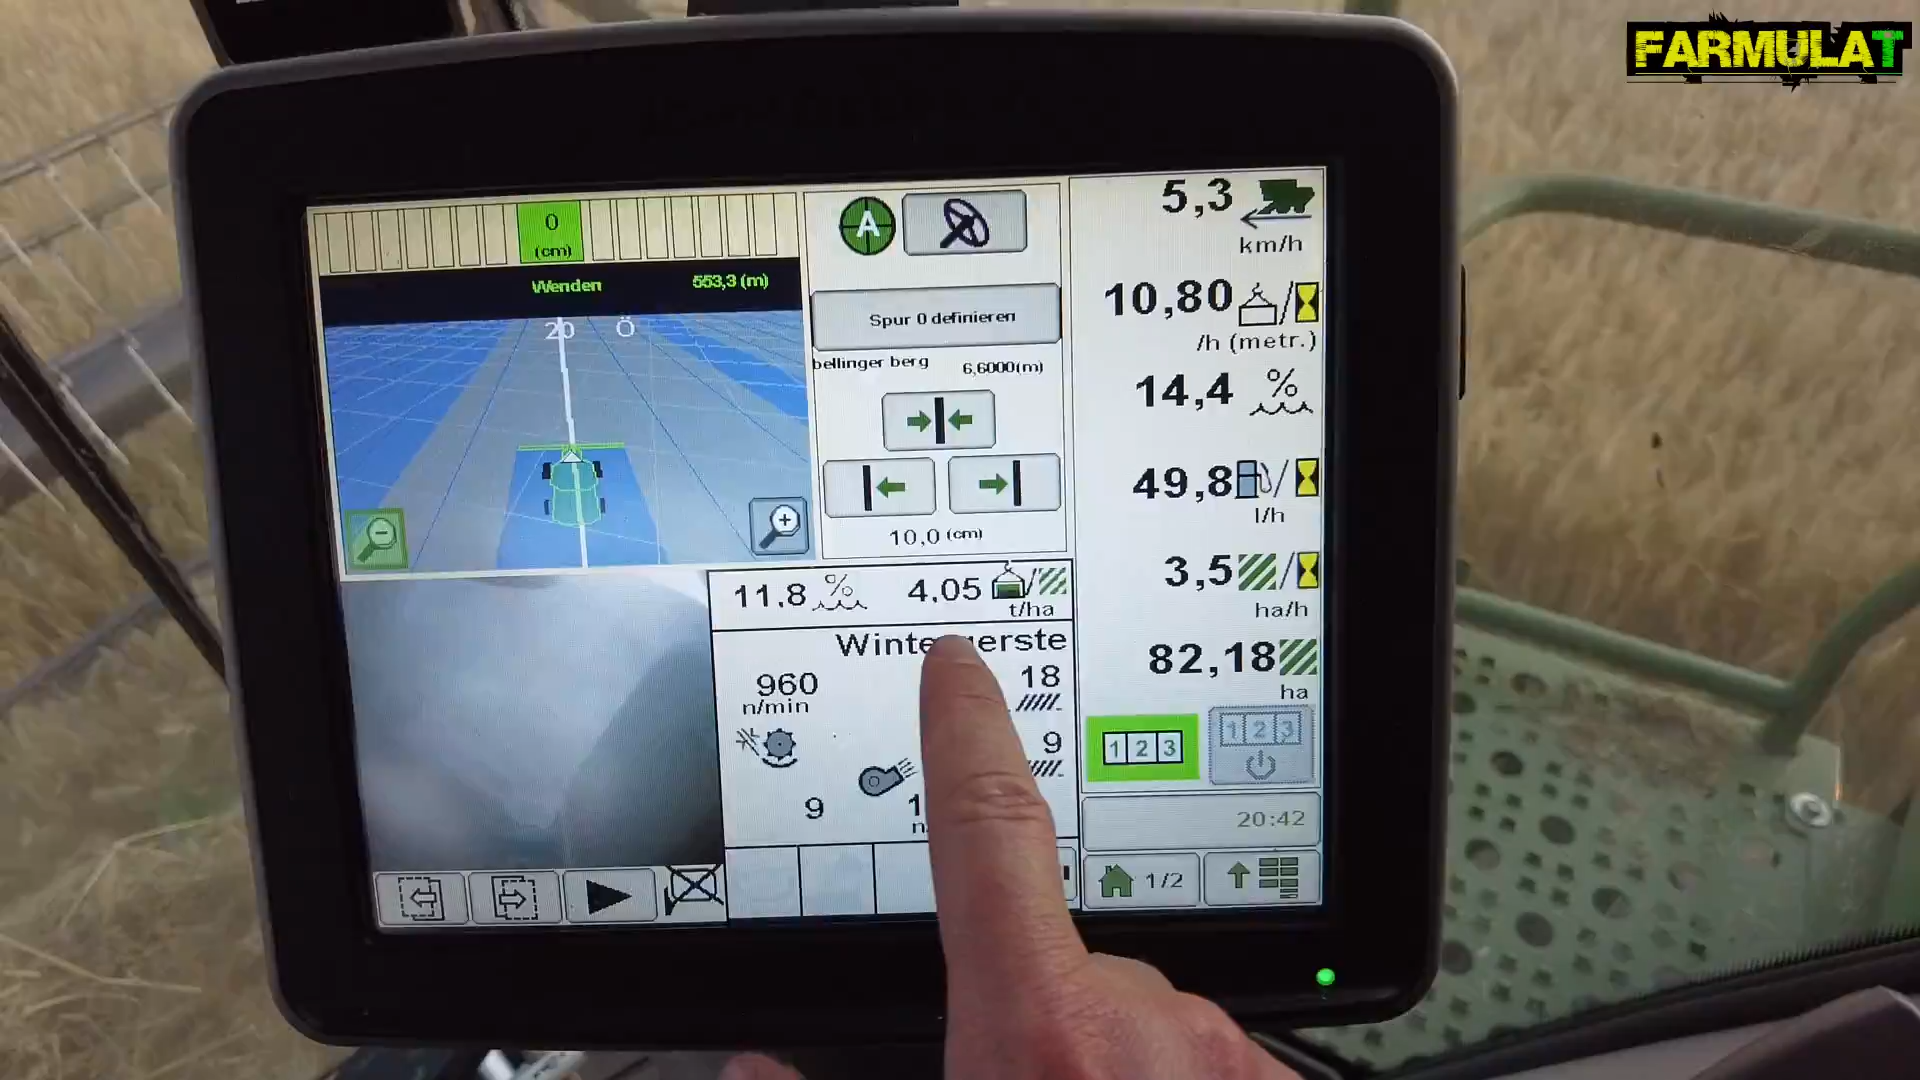 FARMULAT
0
(cm)
Wenden 553,3 (m)
20 Ö
A
Spur 0 definieren
bellinger berg 6,6000(m)
10,0 (cm)
5,3
km/h
10,80
/h (metr.)
14,4 %
49,8
l/h
3,5
ha/h
82,18
ha
1 2 3
1 2 3
20:42
1/2
11,8 % 4,05
t/ha
960
n/min
18
9
9